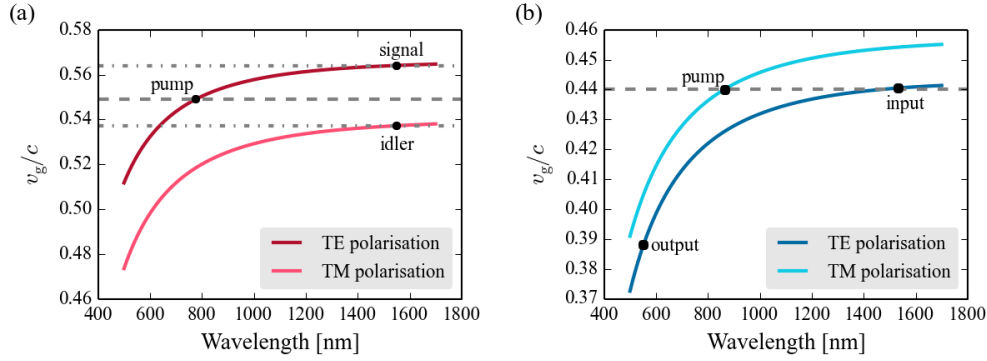 (a)
0.58
0.56
0.54
0.52
0.50
0.48
0.46
v_g/c
signal
pump
idler
TE polarisation
TM polarisation
400 600 800 1000 1200 1400 1600 1800
Wavelength [nm]
(b)
0.46
0.45
0.44
0.43
0.42
0.41
0.40
0.39
0.38
0.37
v_g/c
pump
input
output
TE polarisation
TM polarisation
400 600 800 1000 1200 1400 1600 1800
Wavelength [nm]